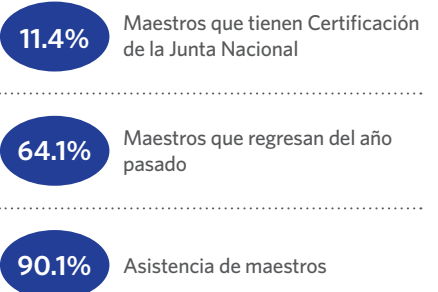 11.4%
Maestros que tienen Certificación
de la Junta Nacional
64.1%
Maestros que regresan del año
pasado
90.1%
Asistencia de maestros